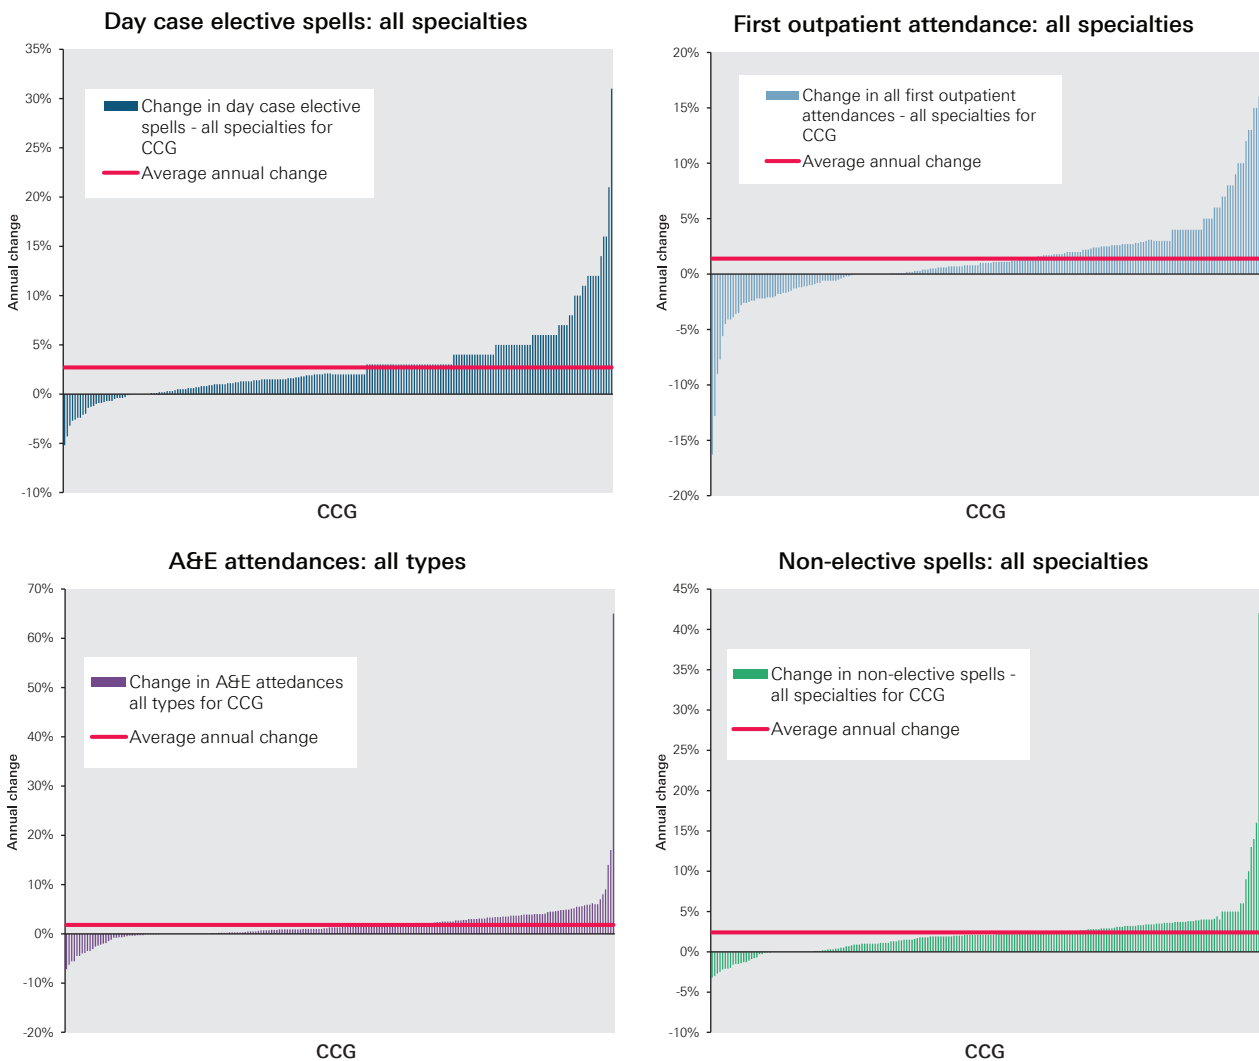 Day case elective spells: all specialties
35%
30%
25%
20%
15%
10%
5%
0%
-5%
-10%
Annual change
Change in day case elective
spells - all specialties for
CCG
Average annual change
CCG
First outpatient attendance: all specialties
20%
15%
10%
5%
0%
-5%
-10%
-15%
-20%
Annual change
Change in all first outpatient
attendances - all specialties for
CCG
Average annual change
CCG
A&E attendances: all types
70%
60%
50%
40%
30%
20%
10%
0%
-10%
-20%
Annual change
Change in A&E attedances
all types for CCG
Average annual change
CCG
Non-elective spells: all specialties
45%
40%
35%
30%
25%
20%
15%
10%
5%
0%
-5%
-10%
Annual change
Change in non-elective spells -
all specialties for CCG
Average annual change
CCG